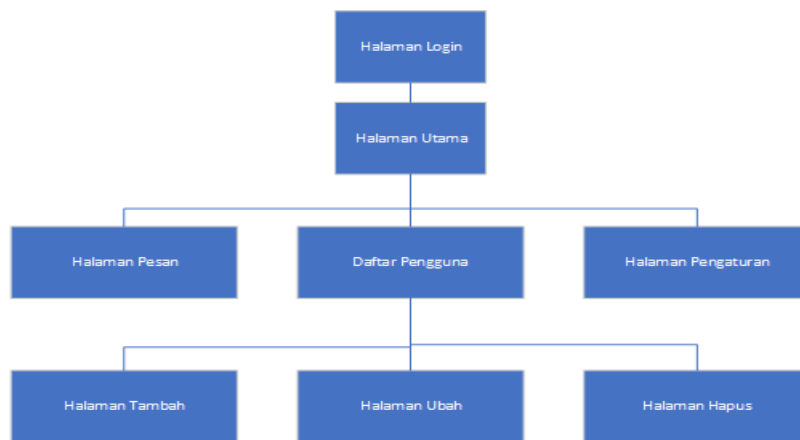 Halaman Login
Halaman Utama
Halaman Pesan
Daftar Pengguna
Halaman Pengaturan
Halaman Tambah
Halaman Ubah
Halaman Hapus